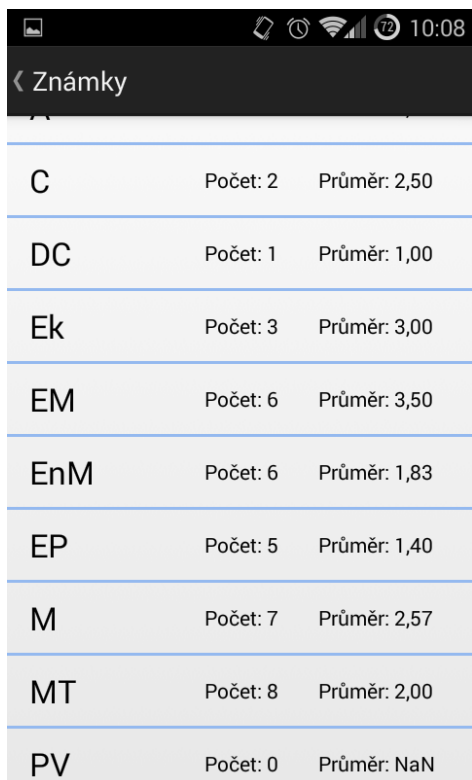 72 10:08
Známky
C Počet: 2 Průměr: 2,50
DC Počet: 1 Průměr: 1,00
Ek Počet: 3 Průměr: 3,00
EM Počet: 6 Průměr: 3,50
EnM Počet: 6 Průměr: 1,83
EP Počet: 5 Průměr: 1,40
M Počet: 7 Průměr: 2,57
MT Počet: 8 Průměr: 2,00
PV Počet: 0 Průměr: NaN